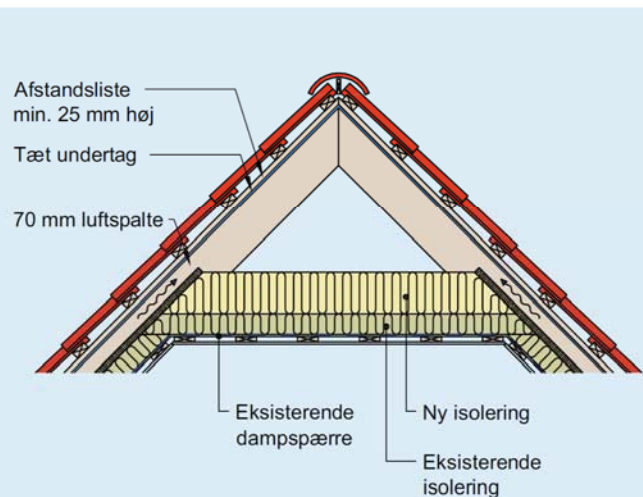 Afstandsliste
min. 25 mm høj
Tæt undertag
70 mm luftspalte
Eksisterende
dampspærre
Ny isolering
Eksisterende
isolering